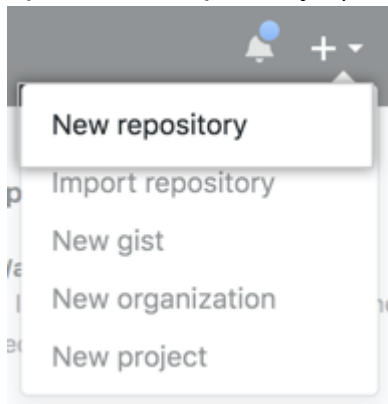 New repository
Import repository
New gist
New organization
New project